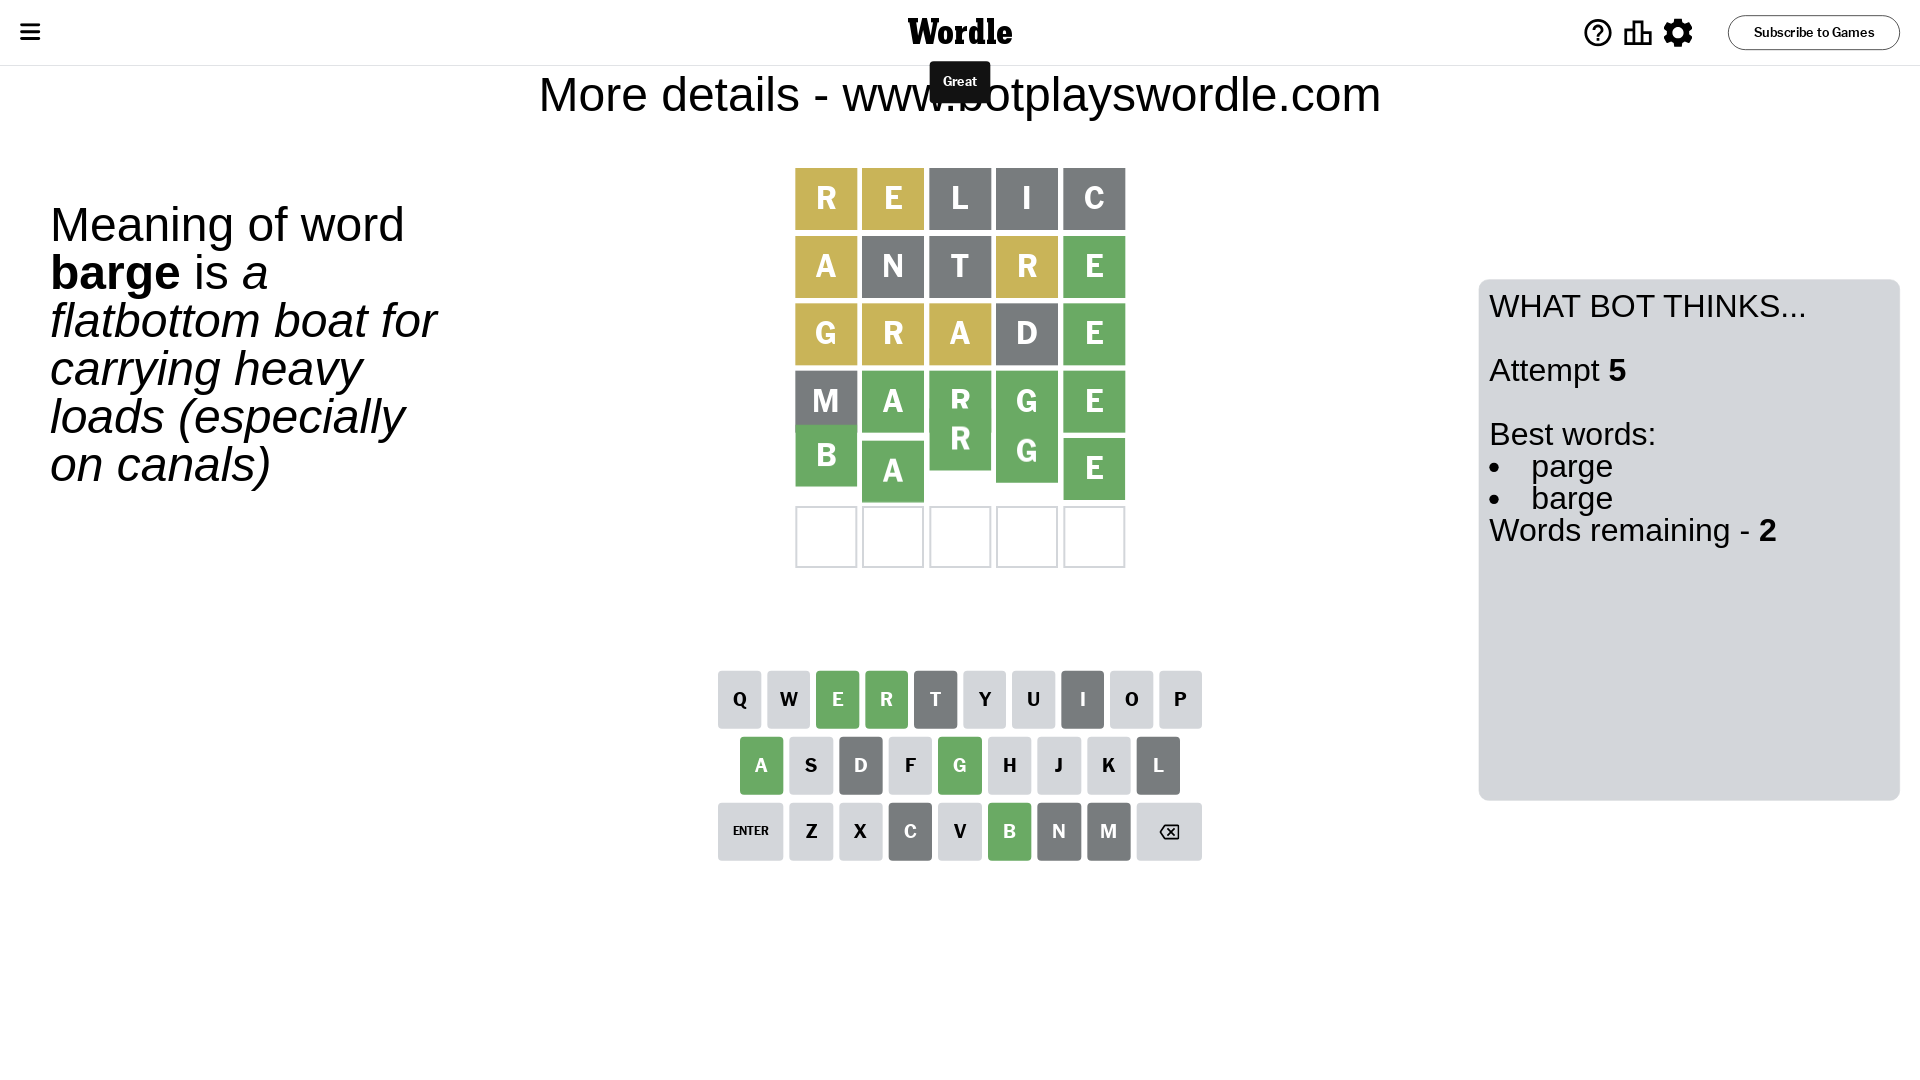 Wordle
Subscribe to Games
Great
More details - www.botplayswordle.com
Meaning of word
barge is a
flatbottom boat for
carrying heavy
loads (especially
on canals)
R E L I C
A N T R E
G R A D E
M A R G E
B A R G E
WHAT BOT THINKS...
Attempt 5
Best words:
• parge
• barge
Words remaining - 2
Q W E R T Y U I O P
A S D F G H J K L
ENTER Z X C V B N M